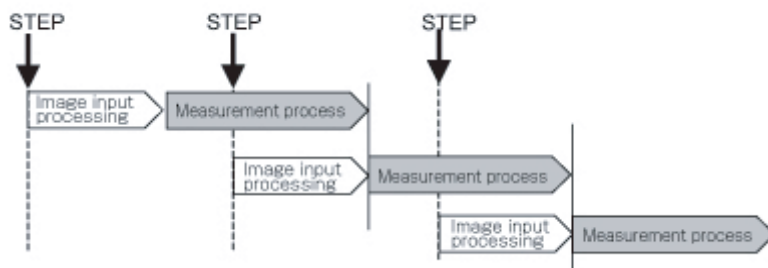 STEP STEP STEP
Image input
processing
Measurement process
Image input
processing
Measurement process
Image input
processing
Measurement process